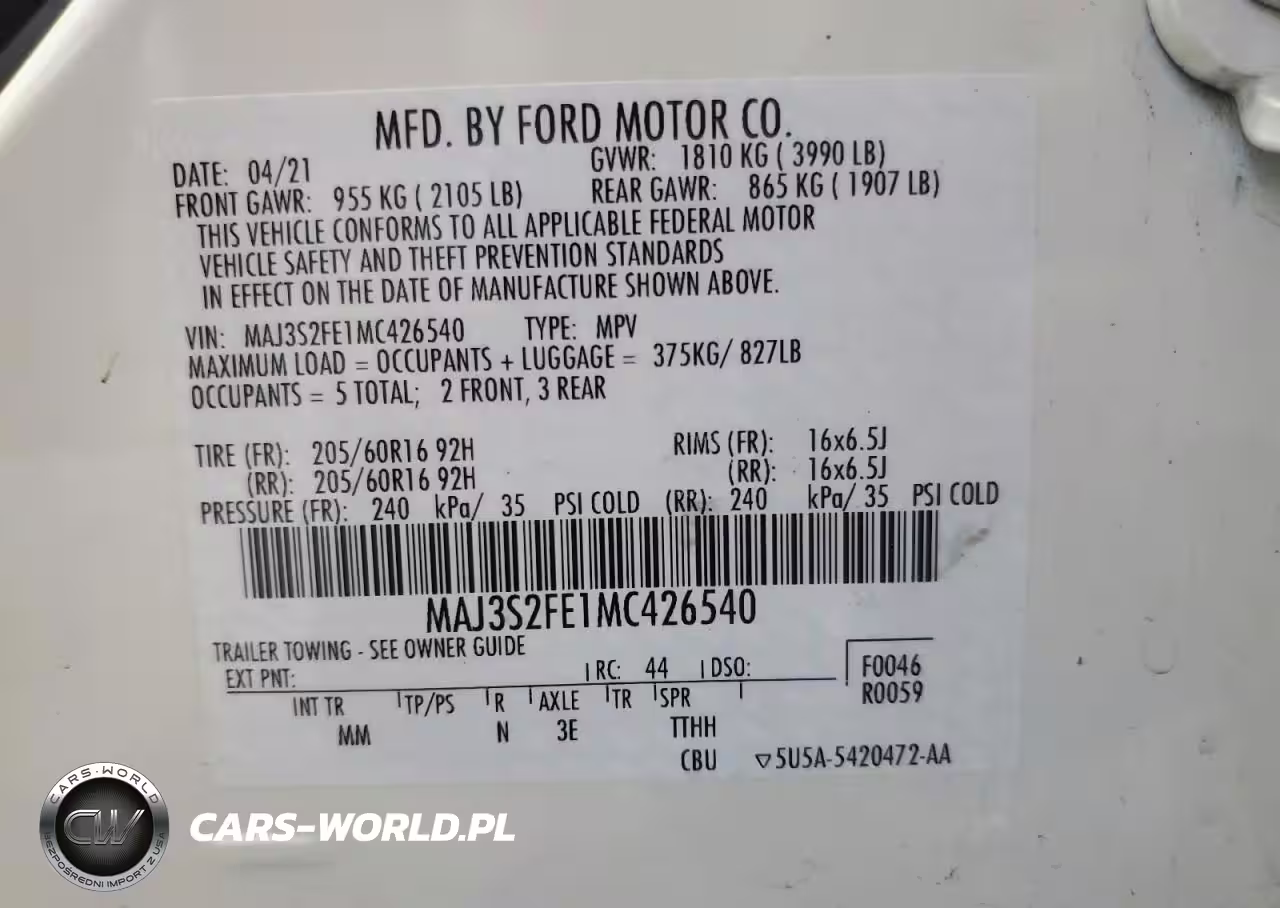 MFD. BY FORD MOTOR CO.
DATE: 04/21 GVWR: 1810 KG ( 3990 LB)
FRONT GAWR: 955 KG ( 2105 LB) REAR GAWR: 865 KG ( 1907 LB)
THIS VEHICLE CONFORMS TO ALL APPLICABLE FEDERAL MOTOR
VEHICLE SAFETY AND THEFT PREVENTION STANDARDS
IN EFFECT ON THE DATE OF MANUFACTURE SHOWN ABOVE.
VIN: MAJ3S2FE1MC426540 TYPE: MPV
MAXIMUM LOAD = OCCUPANTS + LUGGAGE = 375KG/ 827LB
OCCUPANTS = 5 TOTAL; 2 FRONT, 3 REAR
TIRE (FR): 205/60R16 92H RIMS (FR): 16x6.5J
(RR): 205/60R16 92H (RR): 16x6.5J
PRESSURE (FR): 240 kPa/ 35 PSI COLD (RR): 240 kPa/ 35 PSI COLD
MAJ3S2FE1MC426540
TRAILER TOWING - SEE OWNER GUIDE
EXT PNT: RC: 44 DSO: F0046
R0059
INT TR TP/PS R AXLE TR SPR
MM N 3E TTHH
CBU ▽5U5A-5420472-AA
CARS-WORLD
CW
BEZPOŚREDNI IMPORT Z USA
CARS-WORLD.PL